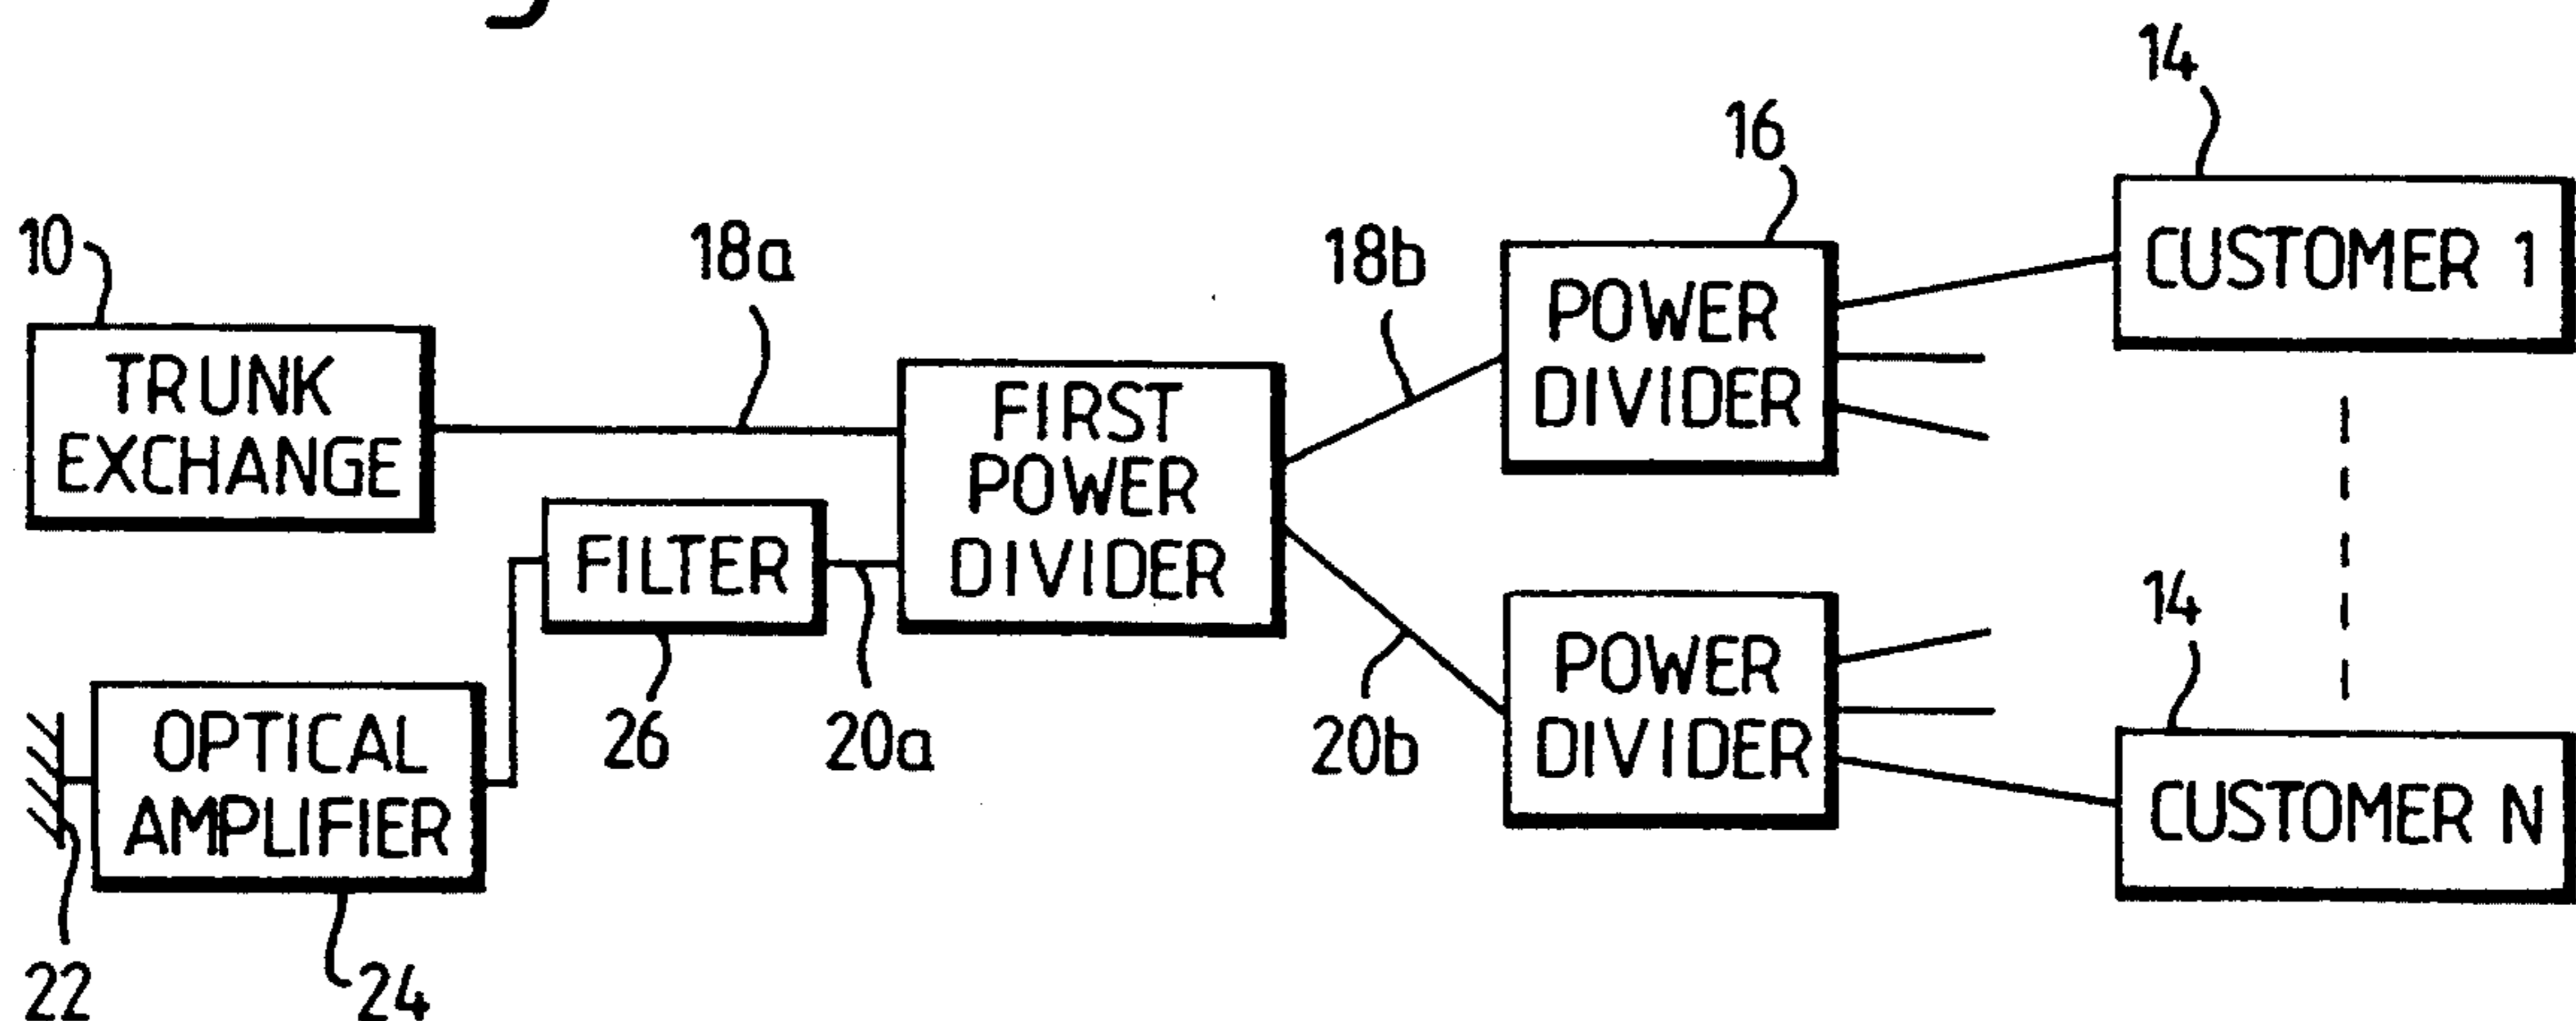 14
16
10
18a
18b
CUSTOMER 1
POWER
DIVIDER
TRUNK
EXCHANGE
FIRST
POWER
DIVIDER
FILTER
14
26
20a
20b
POWER
DIVIDER
OPTICAL
AMPLIFIER
CUSTOMER N
22
24